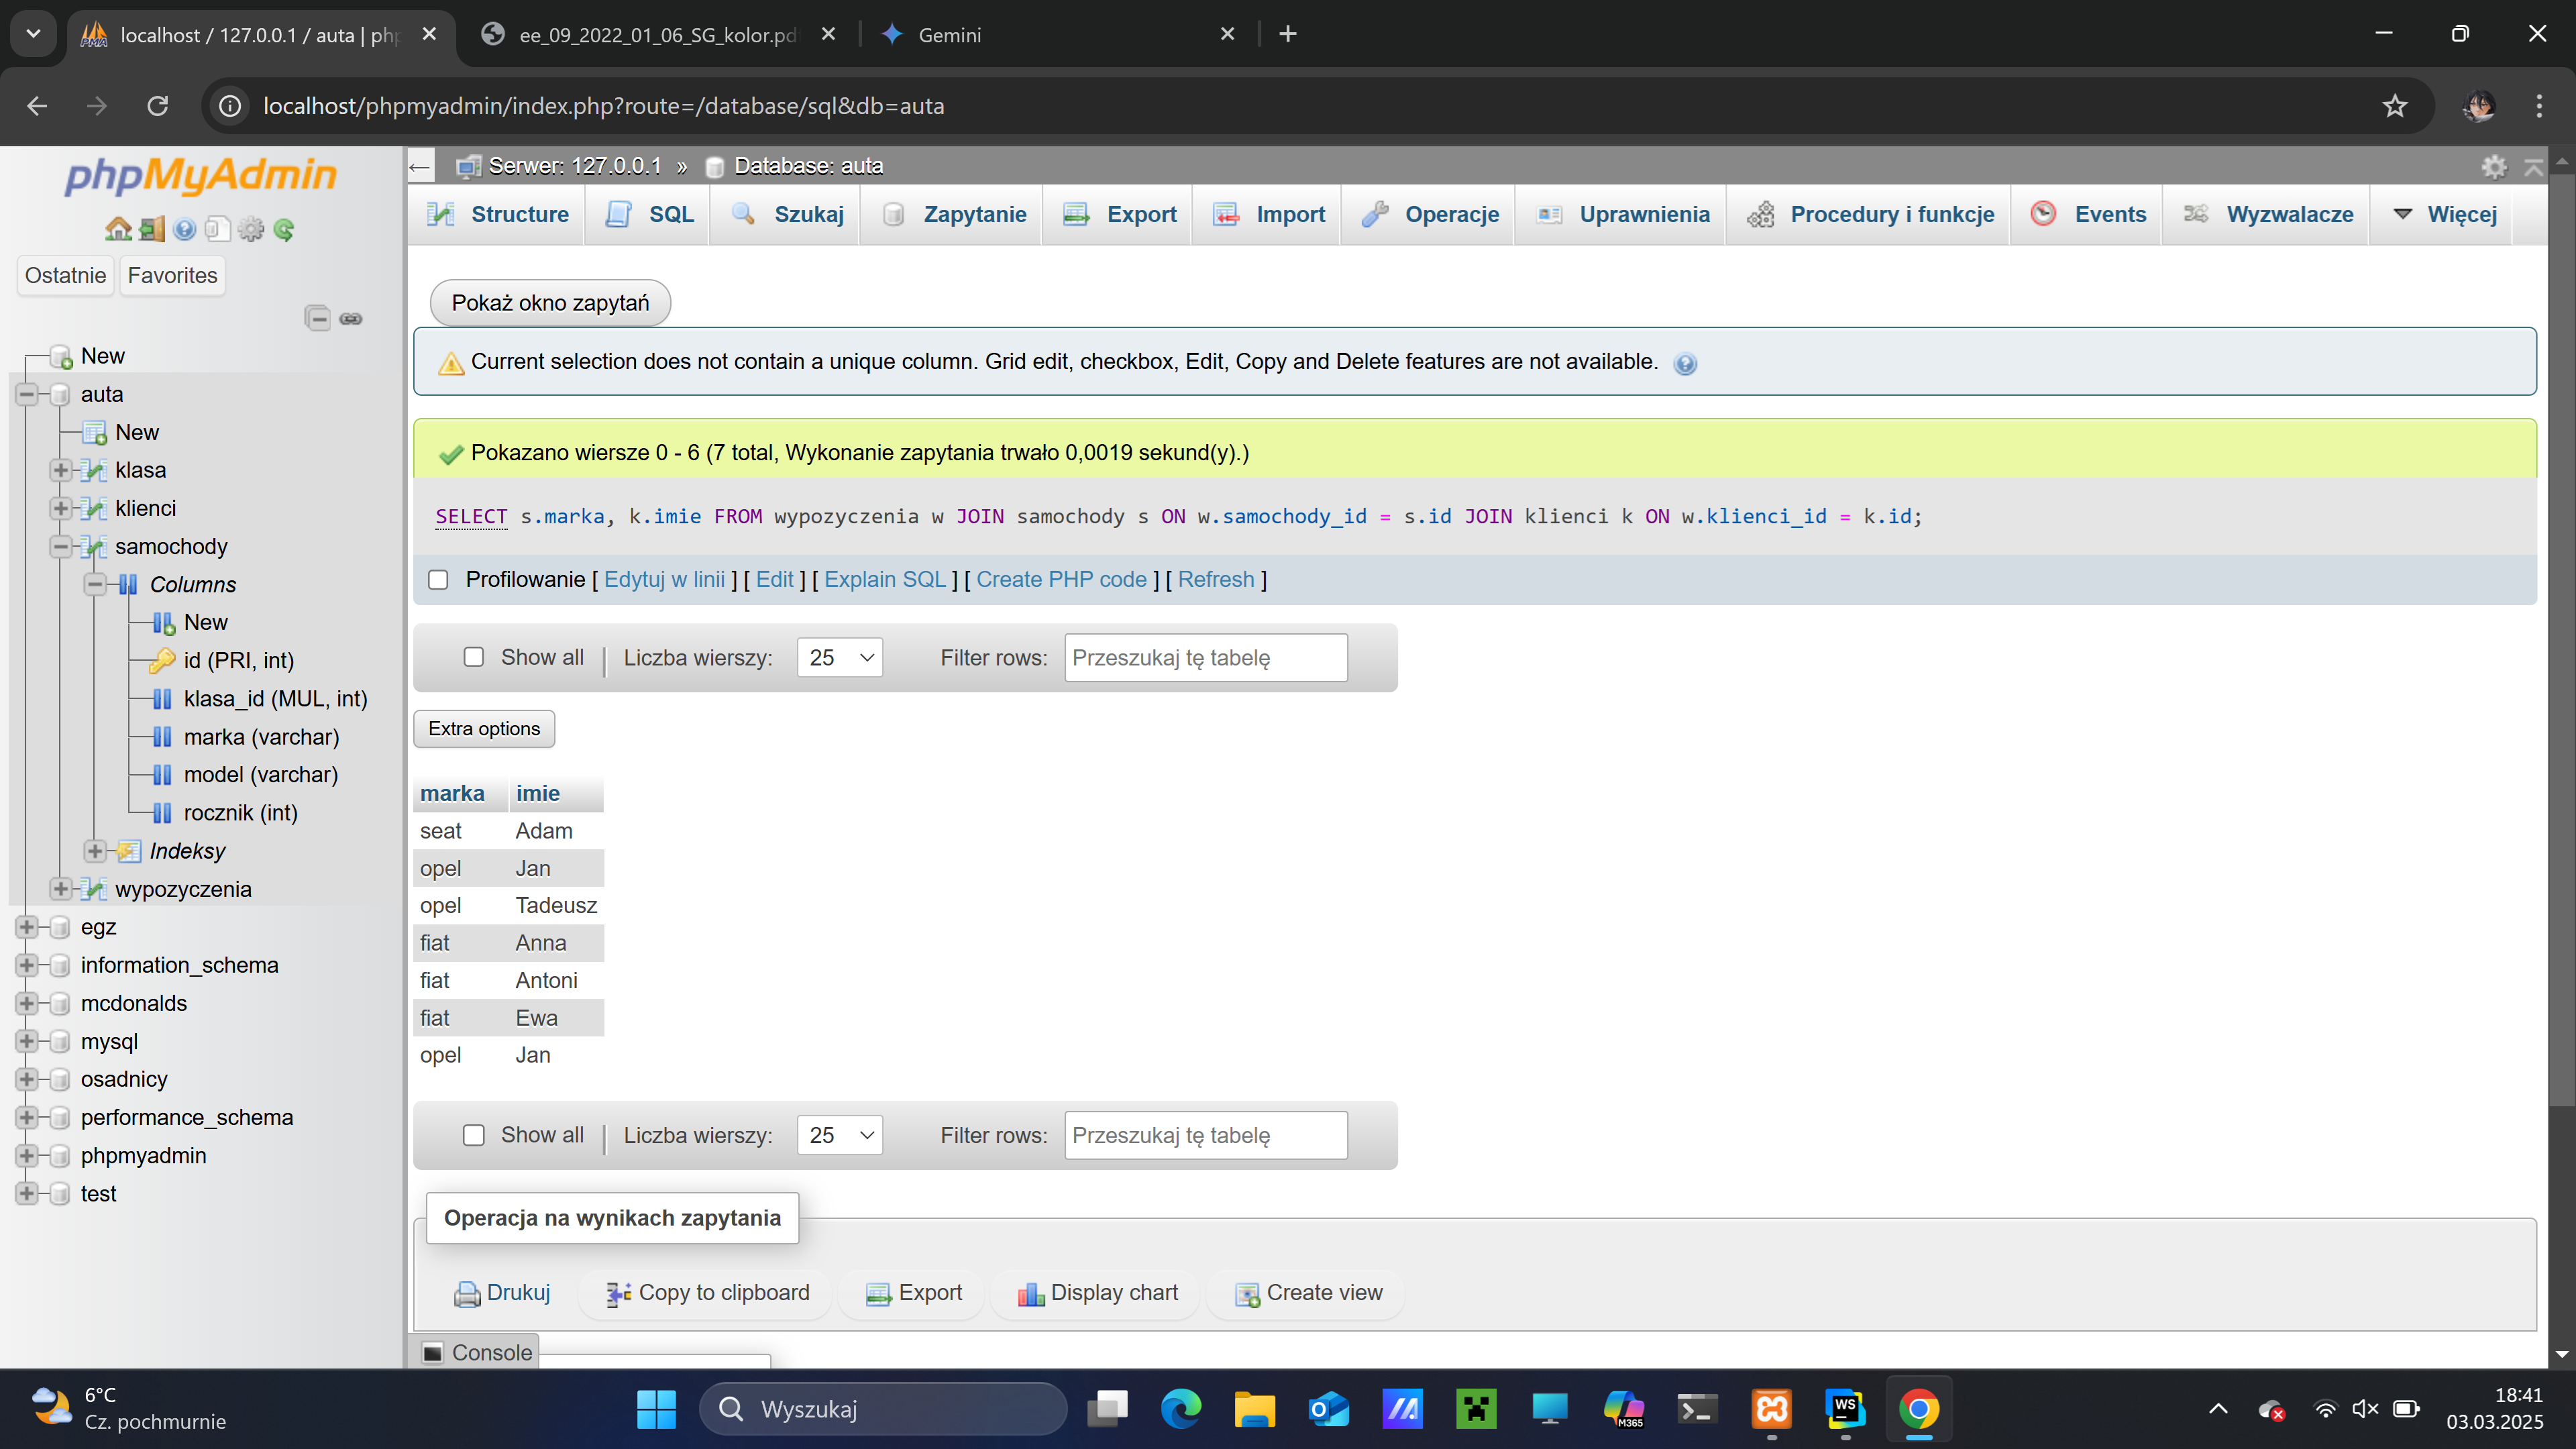 localhost / 127.0.0.1 / auta | php
ee_09_2022_01_06_SG_kolor.pd
Gemini
localhost/phpmyadmin/index.php?route=/database/sql&db=auta
phpMyAdmin
Ostatnie
Favorites
New
auta
New
klasa
klienci
samochody
Columns
New
id (PRI, int)
klasa_id (MUL, int)
marka (varchar)
model (varchar)
rocznik (int)
Indeksy
wypozyczenia
egz
information_schema
mcdonalds
mysql
osadnicy
performance_schema
phpmyadmin
test
Serwer: 127.0.0.1 » Database: auta
Structure
SQL
Szukaj
Zapytanie
Export
Import
Operacje
Uprawnienia
Procedury i funkcje
Events
Wyzwalacze
Więcej
Pokaż okno zapytań
Current selection does not contain a unique column. Grid edit, checkbox, Edit, Copy and Delete features are not available.
Pokazano wiersze 0 - 6 (7 total, Wykonanie zapytania trwało 0,0019 sekund(y).)
SELECT s.marka, k.imie FROM wypozyczenia w JOIN samochody s ON w.samochody_id = s.id JOIN klienci k ON w.klienci_id = k.id;
Profilowanie [ Edytuj w linii ] [ Edit ] [ Explain SQL ] [ Create PHP code ] [ Refresh ]
Show all | Liczba wierszy: 25 Filter rows: Przeszukaj tę tabelę
Extra options
marka imie
seat Adam
opel Jan
opel Tadeusz
fiat Anna
fiat Antoni
fiat Ewa
opel Jan
Show all | Liczba wierszy: 25 Filter rows: Przeszukaj tę tabelę
Operacja na wynikach zapytania
Drukuj
Copy to clipboard
Export
Display chart
Create view
Console
6°C
Cz. pochmurnie
Wyszukaj
M365
WS
18:41
03.03.2025